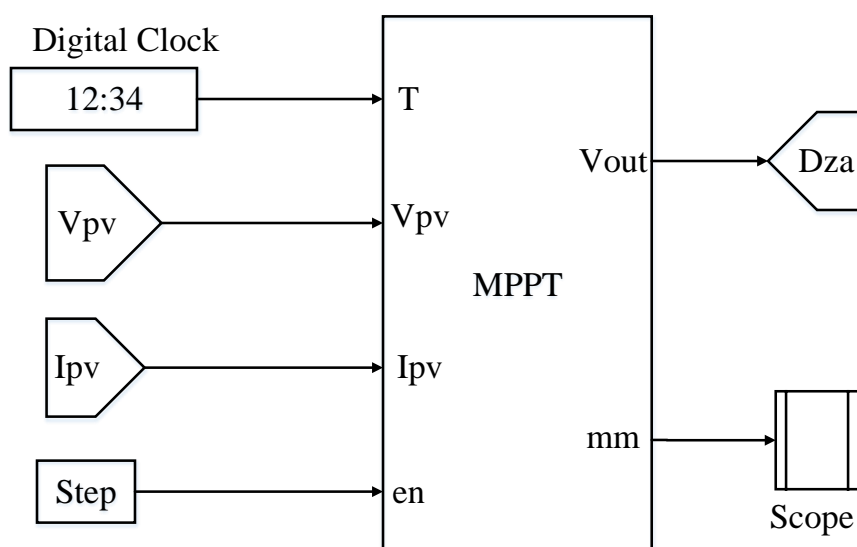 Digital Clock
12:34
T
Vout
Dza
Vpv
Vpv
MPPT
Ipv
Ipv
mm
Step
en
Scope